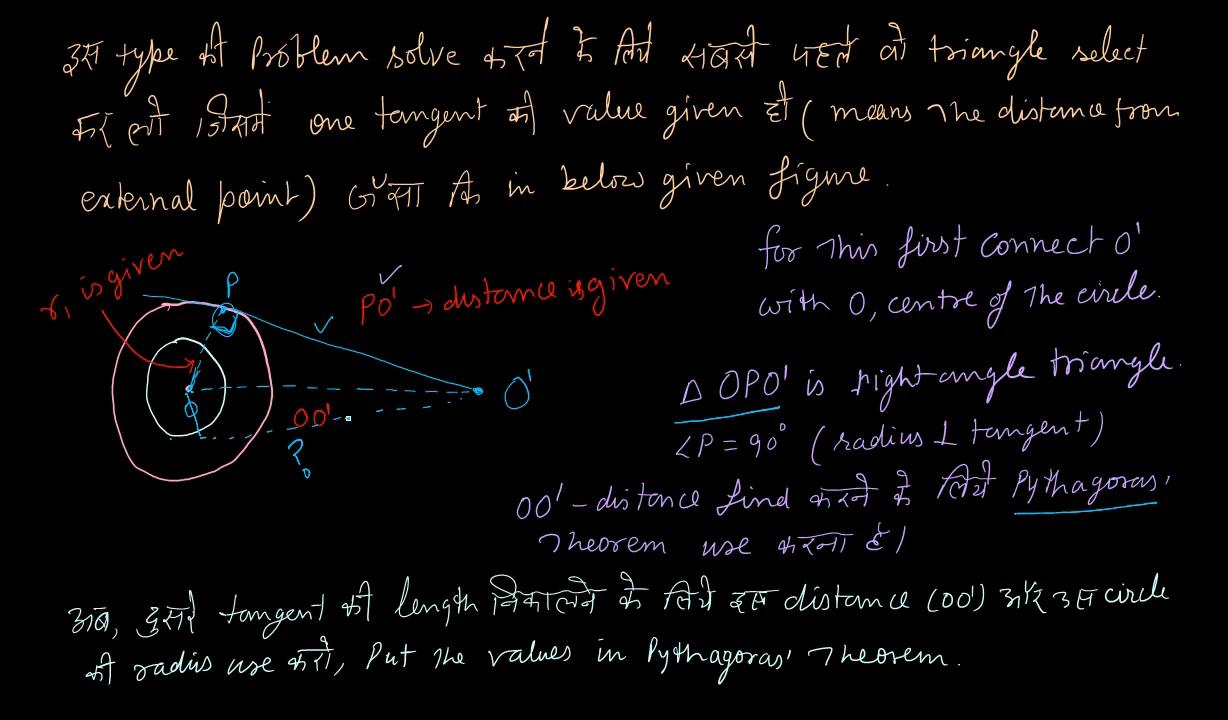 इस type की Problem solve करने के लिये सबसे पहले वो triangle select
कर लो जिसमे one tangent की value given हो ( means The distance from
external point) जैसा कि in below given figure.
r₁ is given
P
PO' → distance is given
O'
O
OO'
?
for This first connect O'
with O, centre of The circle.
△ OPO' is right angle triangle.
∠P = 90° (radius ⊥ tangent)
OO' - distance find करने के लिये Pythagoras'
Theorem use करना है।
अब, दुसरे tangent की length निकालने के लिये इस distance (OO') और उस circle
की radius use करो, Put The values in Pythagoras' Theorem.